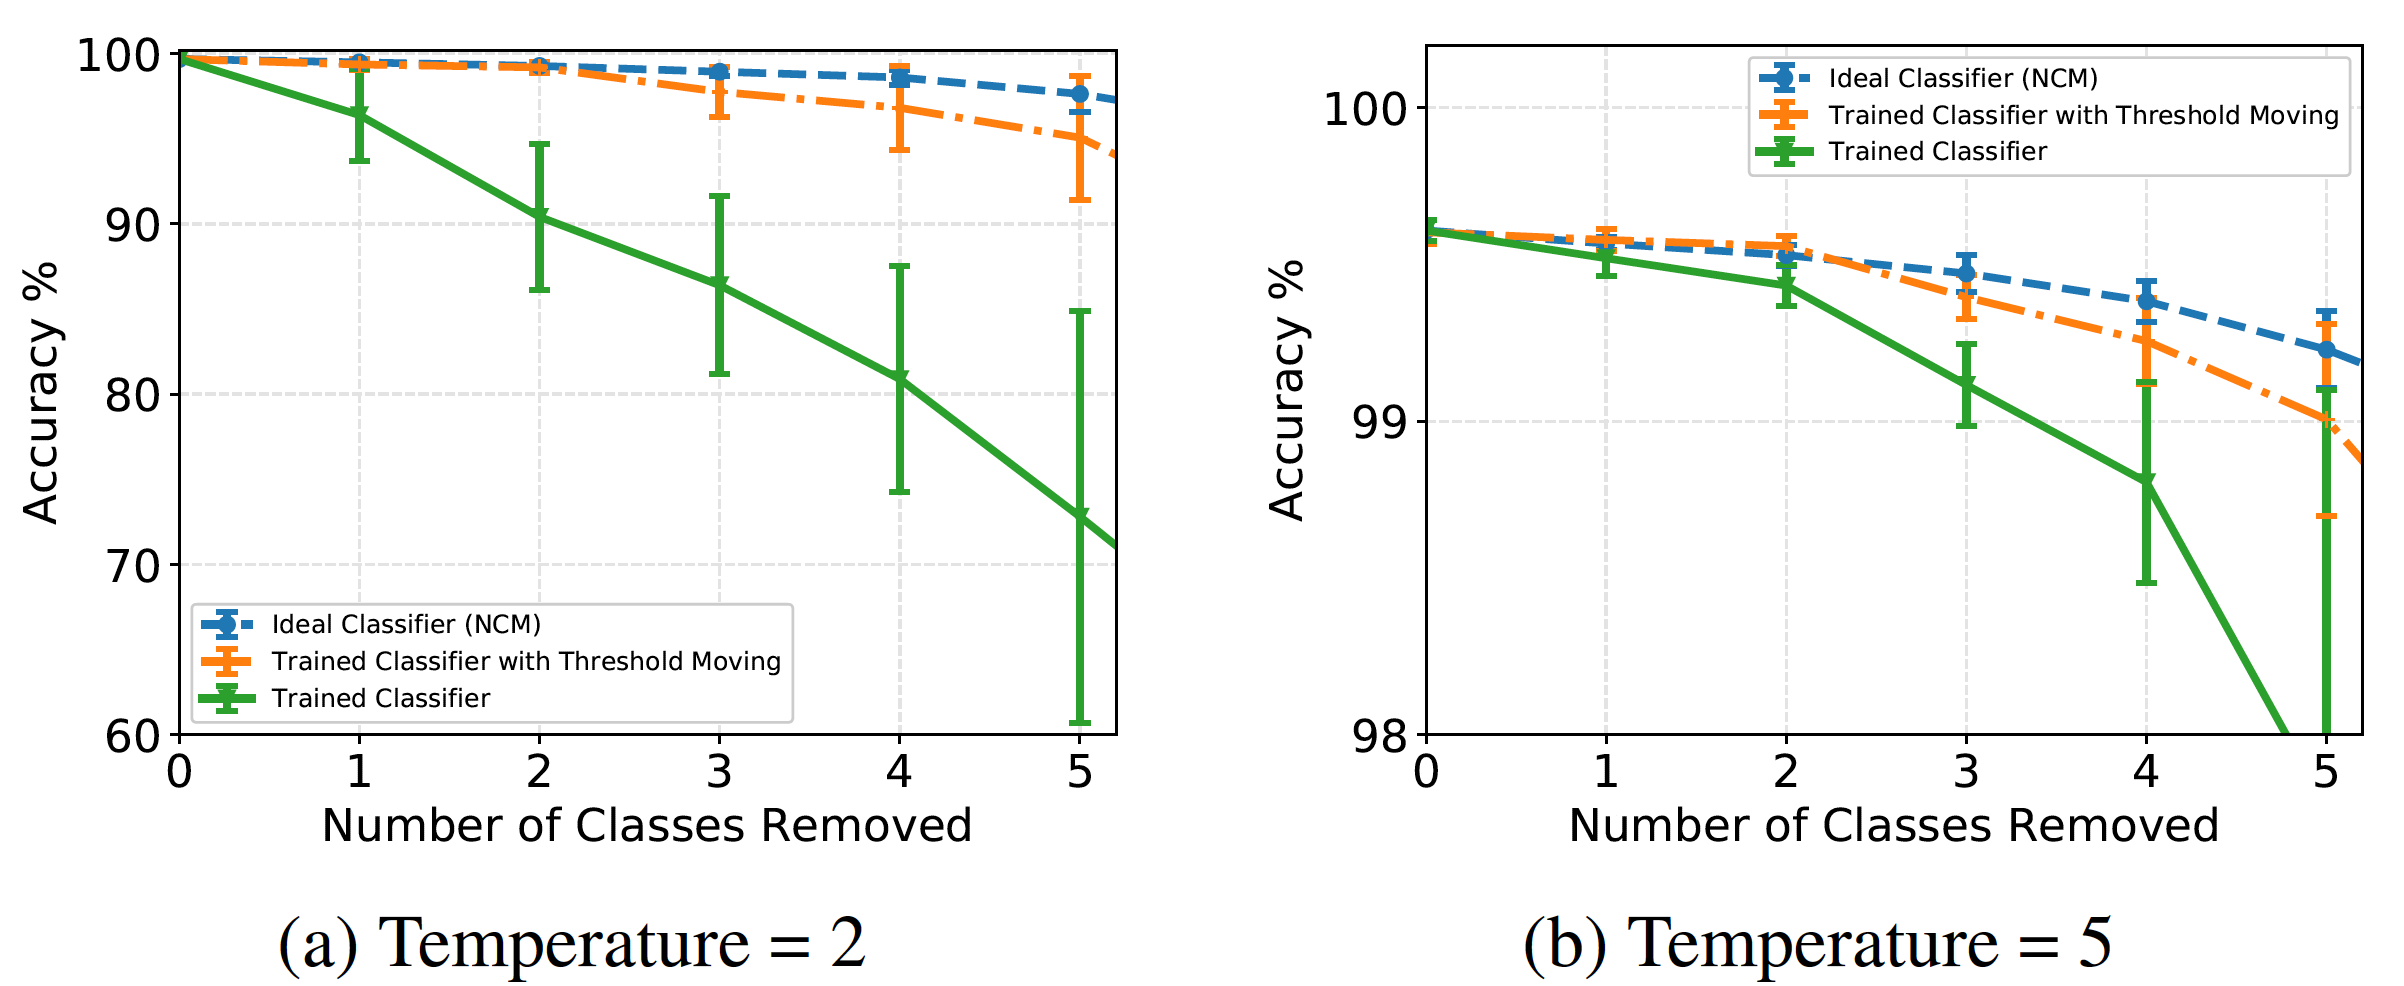 100
90
80
70
60
Accuracy %
Ideal Classifier (NCM)
Trained Classifier with Threshold Moving
Trained Classifier
0 1 2 3 4 5
Number of Classes Removed
(a) Temperature = 2
100
99
98
Accuracy %
Ideal Classifier (NCM)
Trained Classifier with Threshold Moving
Trained Classifier
0 1 2 3 4 5
Number of Classes Removed
(b) Temperature = 5